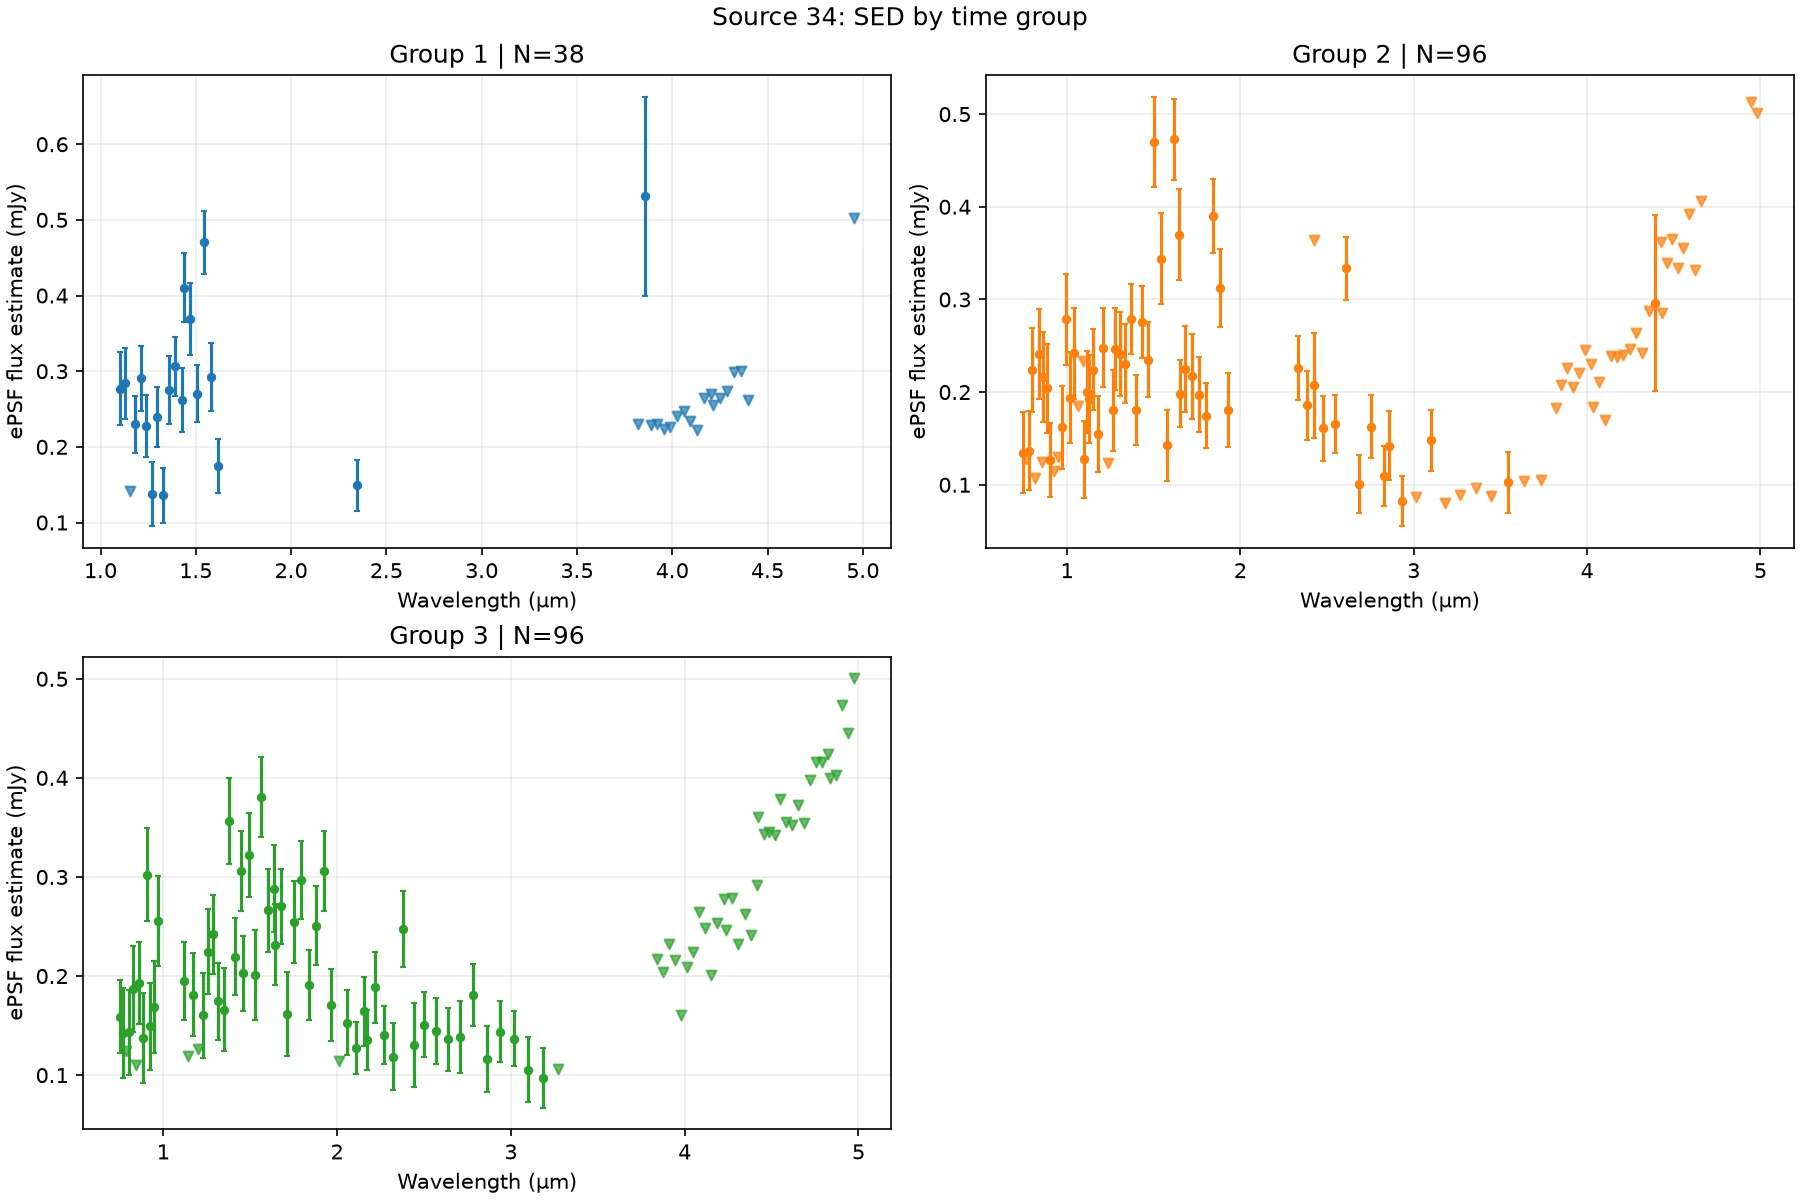 Source 34: SED by time group
Group 1 | N=38
ePSF flux estimate (mJy)
0.6
0.5
0.4
0.3
0.2
0.1
1.0 1.5 2.0 2.5 3.0 3.5 4.0 4.5 5.0
Wavelength (μm)
Group 2 | N=96
ePSF flux estimate (mJy)
0.5
0.4
0.3
0.2
0.1
1 2 3 4 5
Wavelength (μm)
Group 3 | N=96
ePSF flux estimate (mJy)
0.5
0.4
0.3
0.2
0.1
1 2 3 4 5
Wavelength (μm)